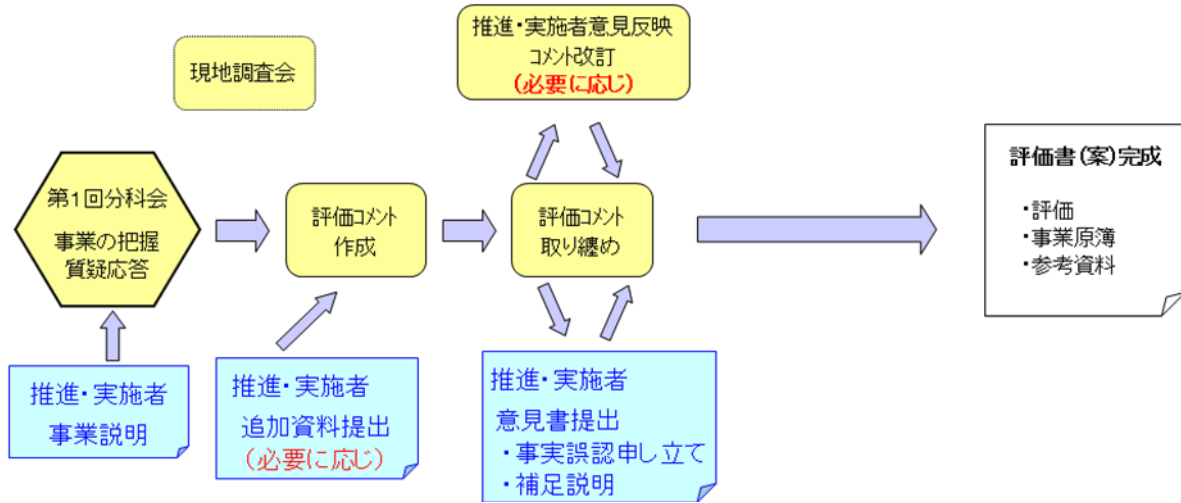 現地調査会
推進・実施者意見反映
コメント改訂
(必要に応じ)
第1回分科会
事業の把握
質疑応答
評価コメント
作成
評価コメント
取り纏め
評価書(案)完成
・評価
・事業原簿
・参考資料
推進・実施者
事業説明
推進・実施者
追加資料提出
(必要に応じ)
推進・実施者
意見書提出
・事実誤認申し立て
・補足説明